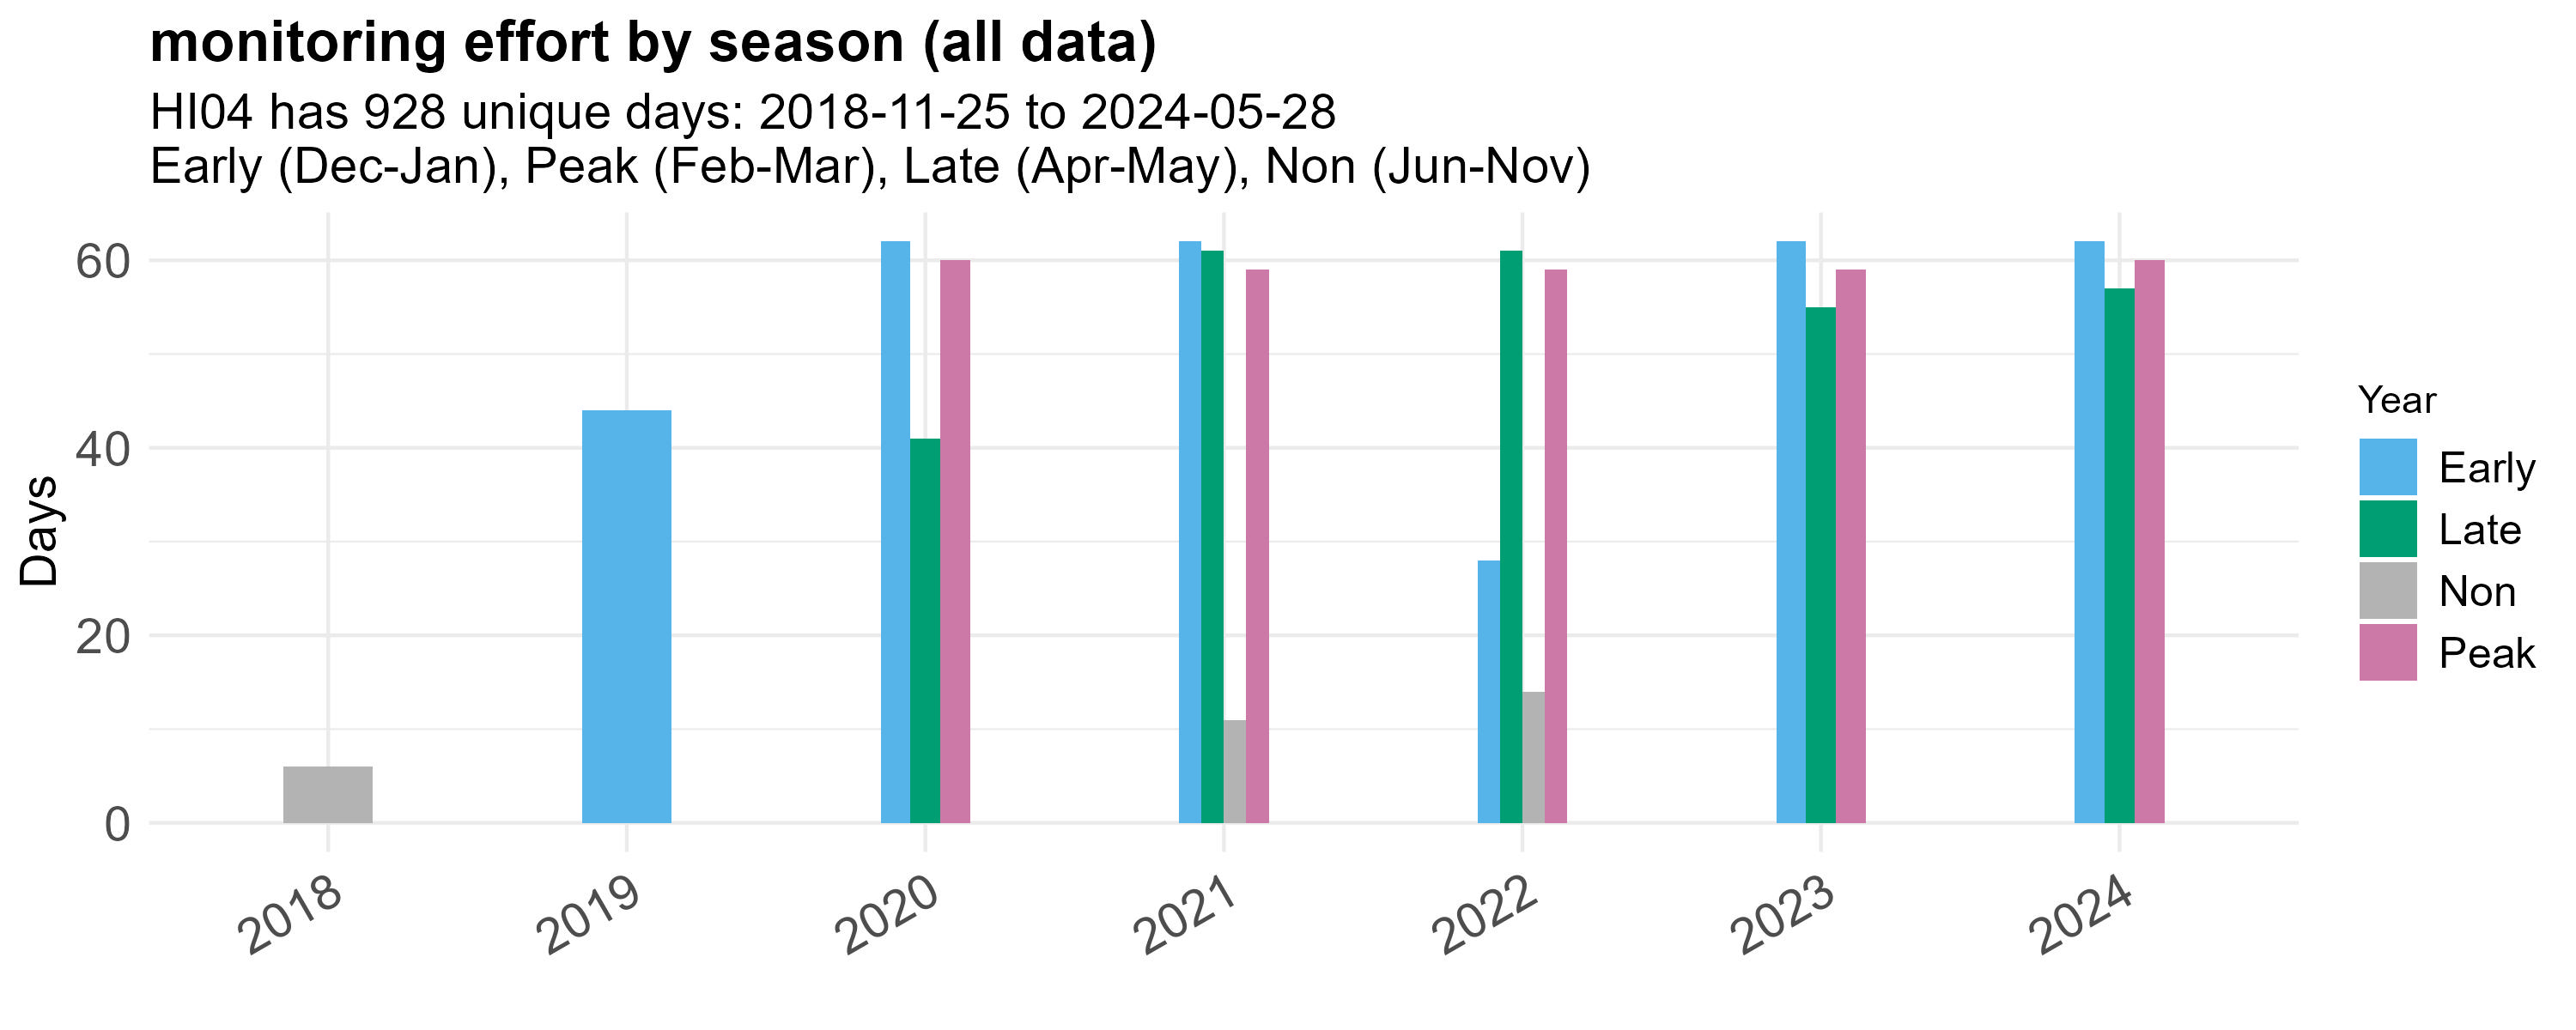 monitoring effort by season (all data)
HI04 has 928 unique days: 2018-11-25 to 2024-05-28
Early (Dec-Jan), Peak (Feb-Mar), Late (Apr-May), Non (Jun-Nov)
60
40
20
0
Days
2018
2019
2020
2021
2022
2023
2024
Year
Early
Late
Non
Peak